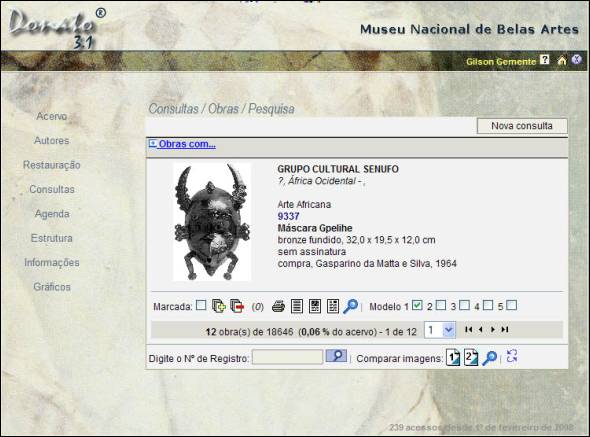 Donato ®
3.1
Museu Nacional de Belas Artes
Gilson Gemente ?
Acervo
Autores
Restauração
Consultas
Agenda
Estrutura
Informações
Gráficos
Consultas / Obras / Pesquisa
Nova consulta
Obras com...
GRUPO CULTURAL SENUFO
?, África Ocidental - ,
Arte Africana
9337
Máscara Gpelihe
bronze fundido, 32,0 x 19,5 x 12,0 cm
sem assinatura
compra, Gasparino da Matta e Silva, 1964
Marcada: (0) | Modelo 1 2 3 4 5
12 obra(s) de 18646 (0,06 % do acervo) - 1 de 12 1
Digite o Nº de Registro: | Comparar imagens: 1 2 |
239 acessos desde 1º de fevereiro de 2008